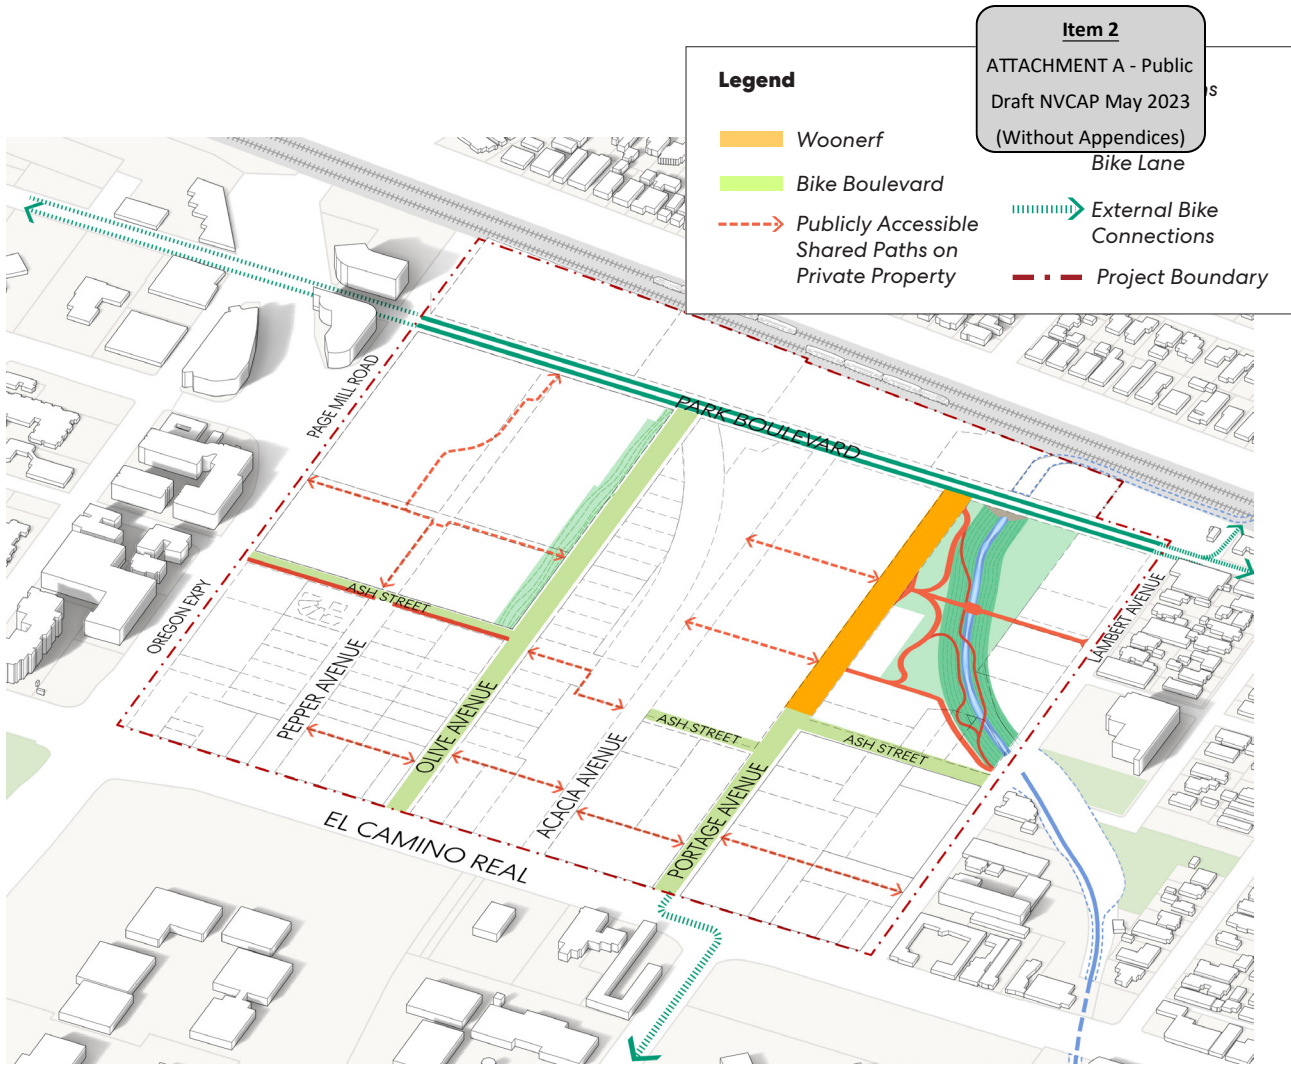 Item 2
ATTACHMENT A - Public
Draft NVCAP May 2023
(Without Appendices)
Legend
Woonerf
Bike Boulevard
Publicly Accessible
Shared Paths on
Private Property
Bike Lane
External Bike
Connections
Project Boundary
PAGE MILL ROAD
PARK BOULEVARD
OREGON EXPY
ASH STREET
LAMBERT AVENUE
PEPPER AVENUE
OLIVE AVENUE
ASH STREET
ASH STREET
ACACIA AVENUE
PORTAGE AVENUE
EL CAMINO REAL